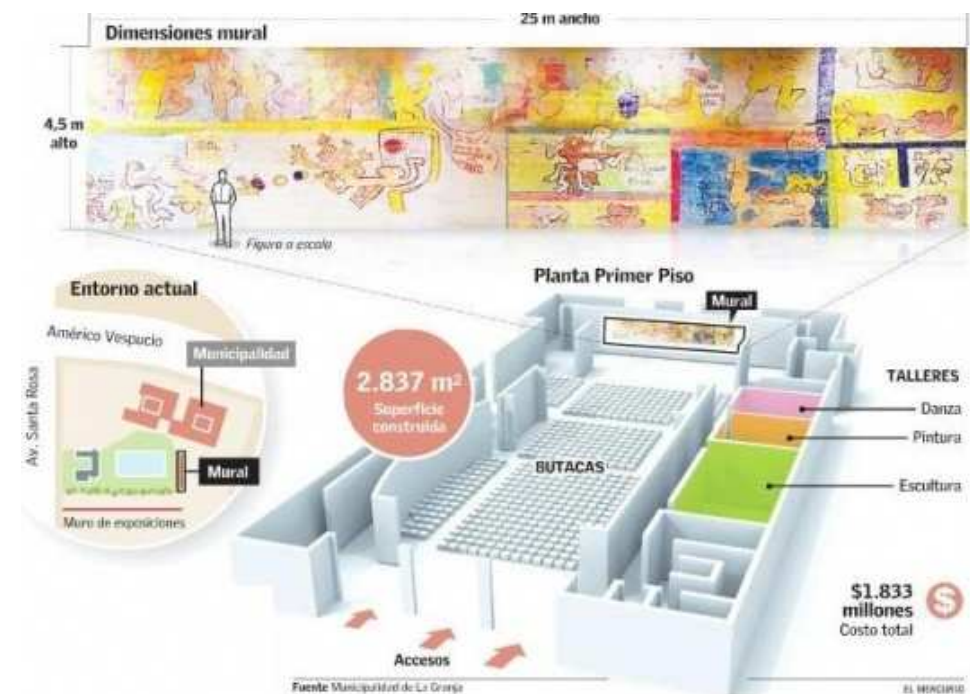 25 m ancho
Dimensiones mural
4,5 m
alto
Figura a escala
Entorno actual
Américo Vespucio
Municipalidad
Av. Santa Rosa
Mural
Muro de exposiciones
2.837 m²
Superficie
construida
Planta Primer Piso
Mural
BUTACAS
TALLERES
Danza
Pintura
Escultura
$1.833
millones
Costo total
$
Accesos
Fuente Municipalidad de La Granja
EL MERCURIO